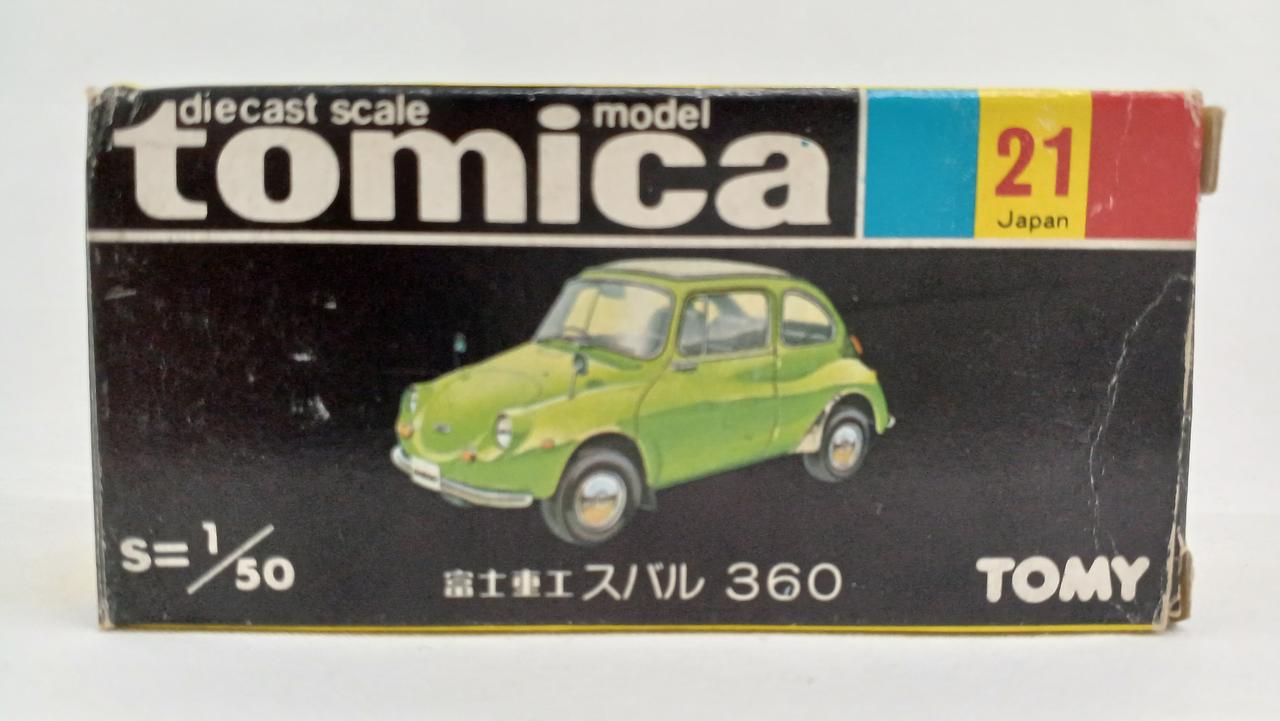 diecast scale model
tomica
21
Japan
S=1/50
富士重工スバル 360
TOMY